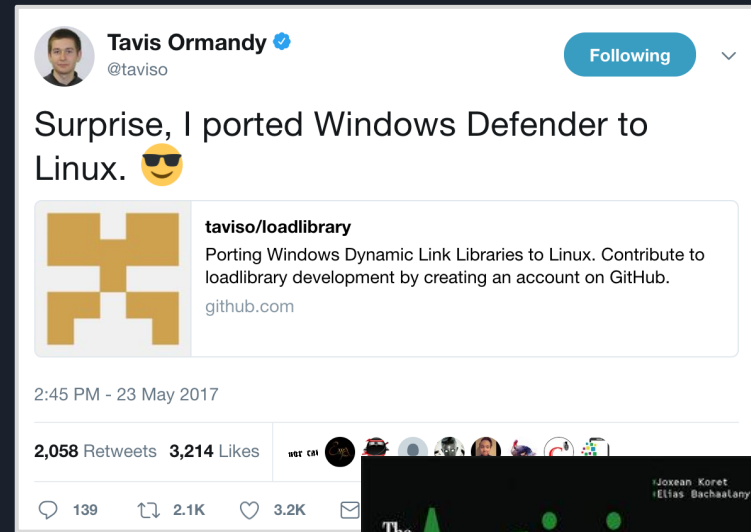 Tavis Ormandy
@taviso
Following
Surprise, I ported Windows Defender to
Linux. 😎
taviso/loadlibrary
Porting Windows Dynamic Link Libraries to Linux. Contribute to
loadlibrary development by creating an account on GitHub.
github.com
2:45 PM - 23 May 2017
2,058 Retweets 3,214 Likes
139 2.1K 3.2K
Joxean Koret
Elias Bachaalany
The